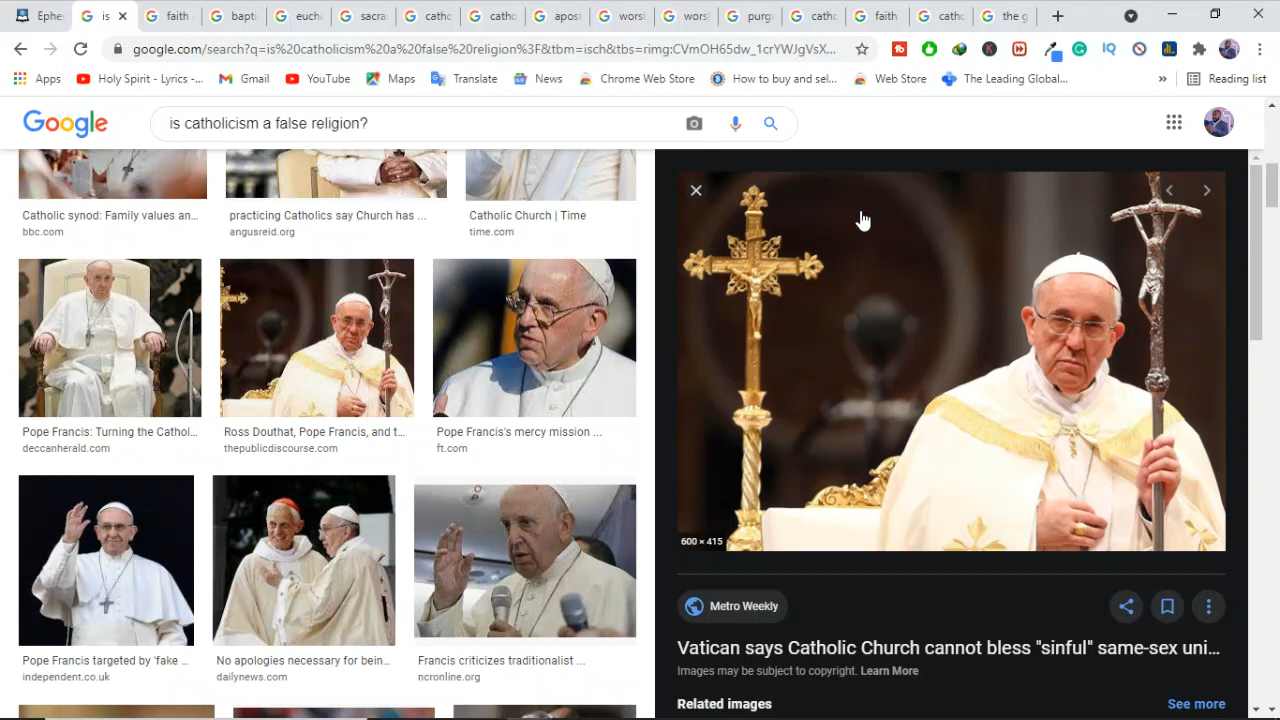 Ephe
is
faith
bapti
eucha
sacra
catho
catho
apost
wors
wors
purg
catho
faith
catho
the g
google.com/search?q=is%20catholicism%20a%20false%20religion%3F&tbm=isch&tbs=rimg:CVmOH65dw_1crYWJgVsX...
Apps
Holy Spirit - Lyrics -...
Gmail
YouTube
Maps
Translate
News
Chrome Web Store
How to buy and sel...
Web Store
The Leading Global...
»
Reading list
Google
is catholicism a false religion?
Catholic synod: Family values an...
bbc.com
practicing Catholics say Church has ...
angusreid.org
Catholic Church | Time
time.com
Pope Francis: Turning the Cathol...
deccanherald.com
Ross Douthat, Pope Francis, and t...
thepublicdiscourse.com
Pope Francis's mercy mission ...
ft.com
Pope Francis targeted by 'fake ...
independent.co.uk
No apologies necessary for bein...
dailynews.com
Francis criticizes traditionalist ...
ncronline.org
600 × 415
Metro Weekly
Vatican says Catholic Church cannot bless "sinful" same-sex uni...
Images may be subject to copyright. Learn More
Related images
See more